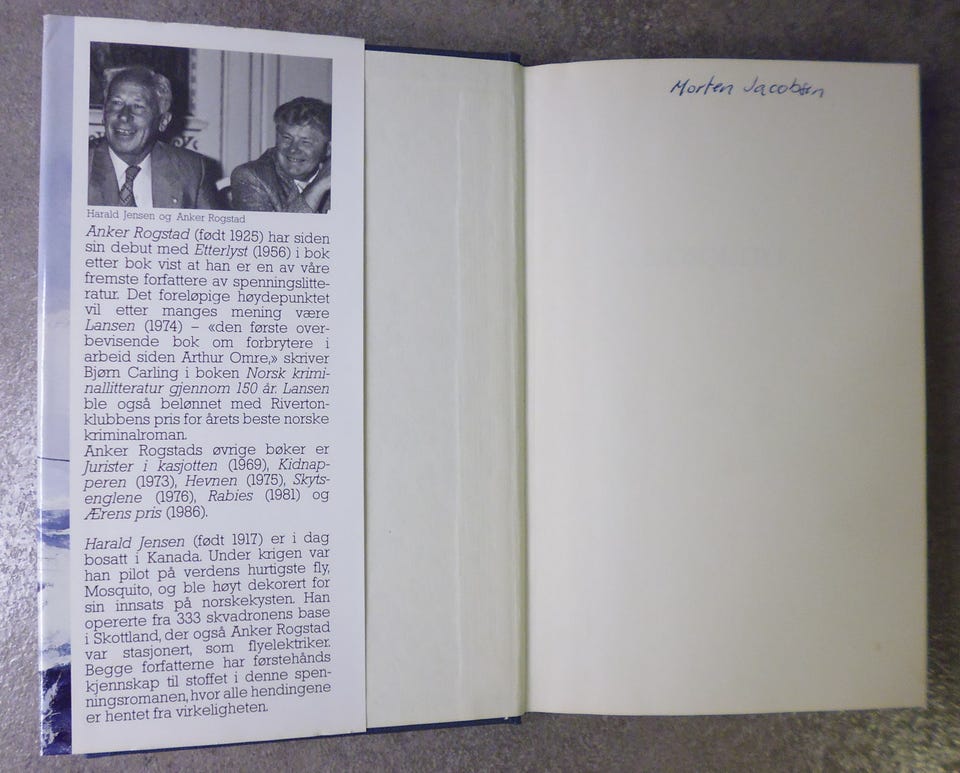 Harald Jensen og Anker Rogstad
Anker Rogstad (født 1925) har siden
sin debut med Etterlyst (1956) i bok
etter bok vist at han er en av våre
fremste forfattere av spenningslitte-
ratur. Det foreløpige høydepunktet
vil etter manges mening være
Lansen (1974) – «den første over-
bevisende bok om forbrytere i
arbeid siden Arthur Omre,» skriver
Bjørn Carling i boken Norsk krimi-
nallitteratur gjennom 150 år. Lansen
ble også belønnet med Riverton-
klubbens pris for årets beste norske
kriminalroman.
Anker Rogstads øvrige bøker er
Jurister i kasjotten (1969), Kidnap-
peren (1973), Hevnen (1975), Skyts-
englene (1976), Rabies (1981) og
Ærens pris (1986).
Harald Jensen (født 1917) er i dag
bosatt i Kanada. Under krigen var
han pilot på verdens hurtigste fly,
Mosquito, og ble høyt dekorert for
sin innsats på norskekysten. Han
opererte fra 333 skvadronens base
i Skottland, der også Anker Rogstad
var stasjonert, som flyelektriker.
Begge forfatterne har førstehånds
kjennskap til stoffet i denne spen-
ningsromanen, hvor alle hendingene
er hentet fra virkeligheten.
Morten Jacobsen